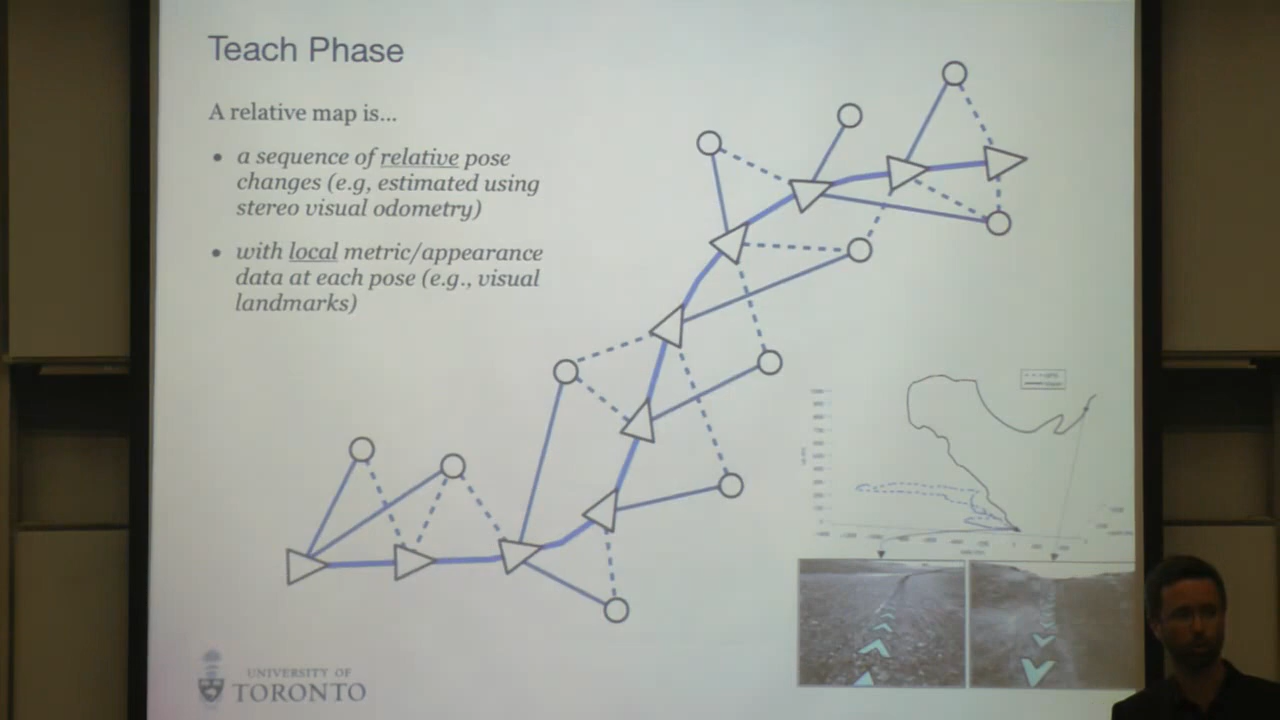 Teach Phase
A relative map is...
• a sequence of relative pose
changes (e.g, estimated using
stereo visual odometry)
• with local metric/appearance
data at each pose (e.g., visual
landmarks)
UNIVERSITY OF
TORONTO